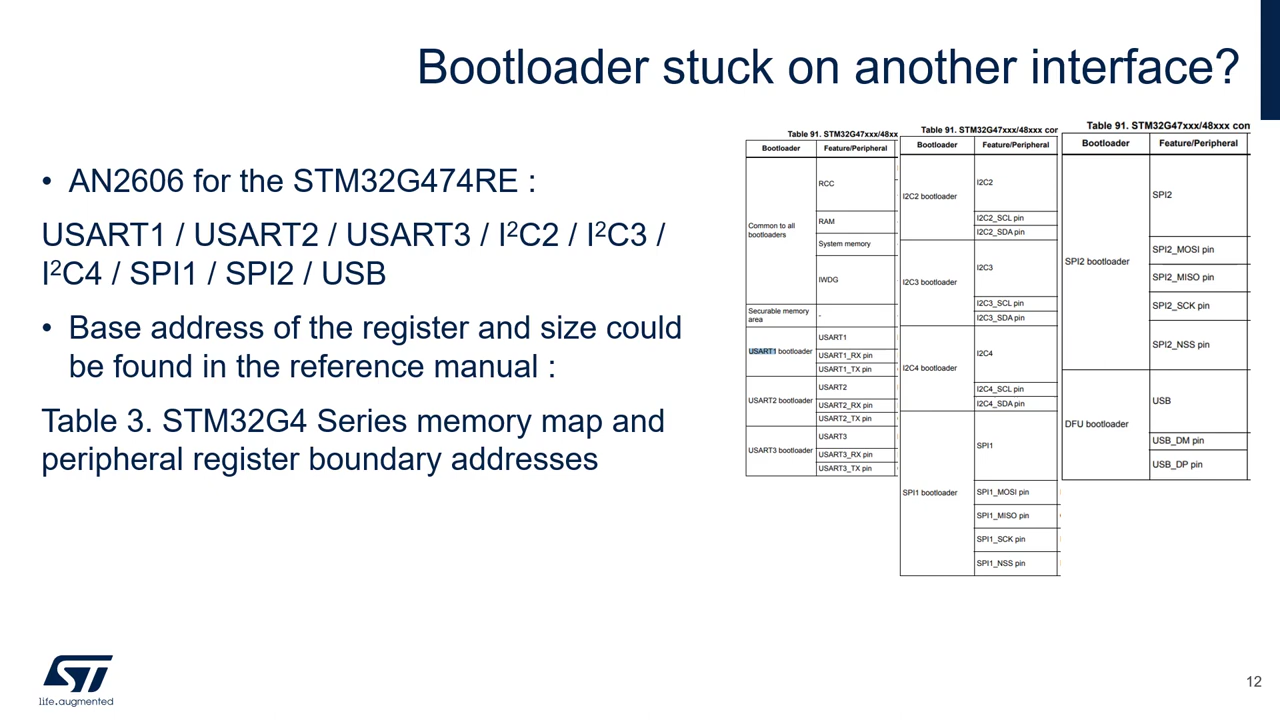 Bootloader stuck on another interface?
• AN2606 for the STM32G474RE :
USART1 / USART2 / USART3 / I²C2 / I²C3 /
I²C4 / SPI1 / SPI2 / USB
• Base address of the register and size could
be found in the reference manual :
Table 3. STM32G4 Series memory map and
peripheral register boundary addresses
Table 91. STM32G47xxx/48xx
Bootloader Feature/Peripheral
Common to all
bootloaders
RCC
RAM
System memory
IWDG
Securable memory
area
-
USART1 bootloader
USART1
USART1_RX pin
USART1_TX pin
USART2 bootloader
USART2
USART2_RX pin
USART2_TX pin
USART3 bootloader
USART3
USART3_RX pin
USART3_TX pin
Table 91. STM32G47xxx/48xxx cor
Bootloader Feature/Peripheral
I2C2 bootloader
I2C2
I2C2_SCL pin
I2C2_SDA pin
I2C3 bootloader
I2C3
I2C3_SCL pin
I2C3_SDA pin
I2C4 bootloader
I2C4
I2C4_SCL pin
I2C4_SDA pin
SPI1 bootloader
SPI1
SPI1_MOSI pin
SPI1_MISO pin
SPI1_SCK pin
SPI1_NSS pin
Table 91. STM32G47xxx/48xxx con
Bootloader Feature/Peripheral
SPI2 bootloader
SPI2
SPI2_MOSI pin
SPI2_MISO pin
SPI2_SCK pin
SPI2_NSS pin
DFU bootloader
USB
USB_DM pin
USB_DP pin
ST
life.augmented
12